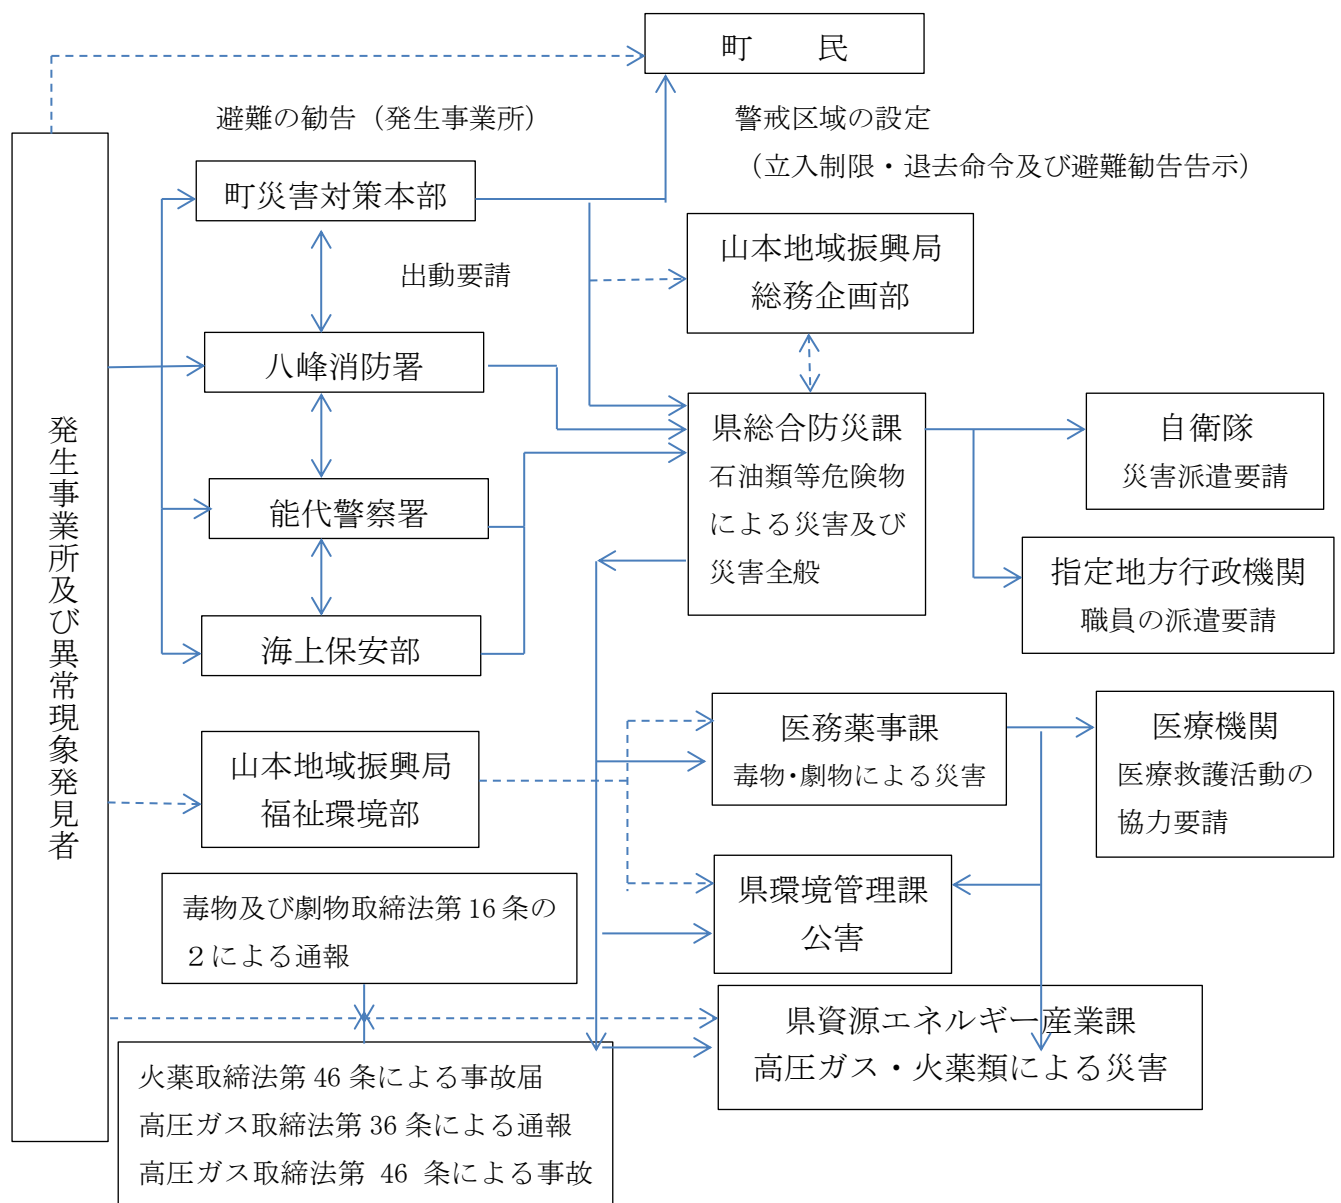 町　　民
避難の勧告（発生事業所）
警戒区域の設定
（立入制限・退去命令及び避難勧告告示）
町災害対策本部
山本地域振興局
総務企画部
出動要請
八峰消防署
県総合防災課
石油類等危険物
による災害及び
災害全般
自衛隊
災害派遣要請
発生事業所及び異常現象発見者
能代警察署
指定地方行政機関
職員の派遣要請
海上保安部
山本地域振興局
福祉環境部
医務薬事課
毒物・劇物による災害
医療機関
医療救護活動の
協力要請
毒物及び劇物取締法第16条の
２による通報
県環境管理課
公害
県資源エネルギー産業課
高圧ガス・火薬類による災害
火薬取締法第46条による事故届
高圧ガス取締法第36条による通報
高圧ガス取締法第 46 条による事故